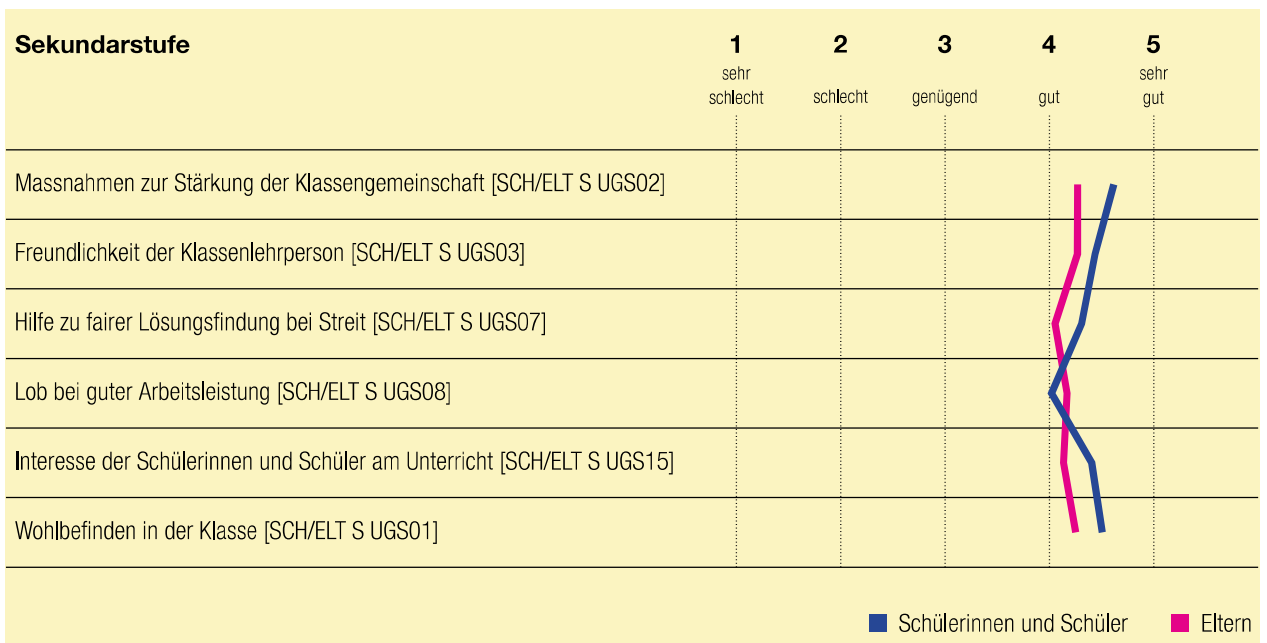 Sekundarstufe 1 2 3 4 5
sehr sehr
schlecht schlecht genügend gut gut
Massnahmen zur Stärkung der Klassengemeinschaft [SCH/ELT S UGS02]
Freundlichkeit der Klassenlehrperson [SCH/ELT S UGS03]
Hilfe zu fairer Lösungsfindung bei Streit [SCH/ELT S UGS07]
Lob bei guter Arbeitsleistung [SCH/ELT S UGS08]
Interesse der Schülerinnen und Schüler am Unterricht [SCH/ELT S UGS15]
Wohlbefinden in der Klasse [SCH/ELT S UGS01]
Schülerinnen und Schüler Eltern